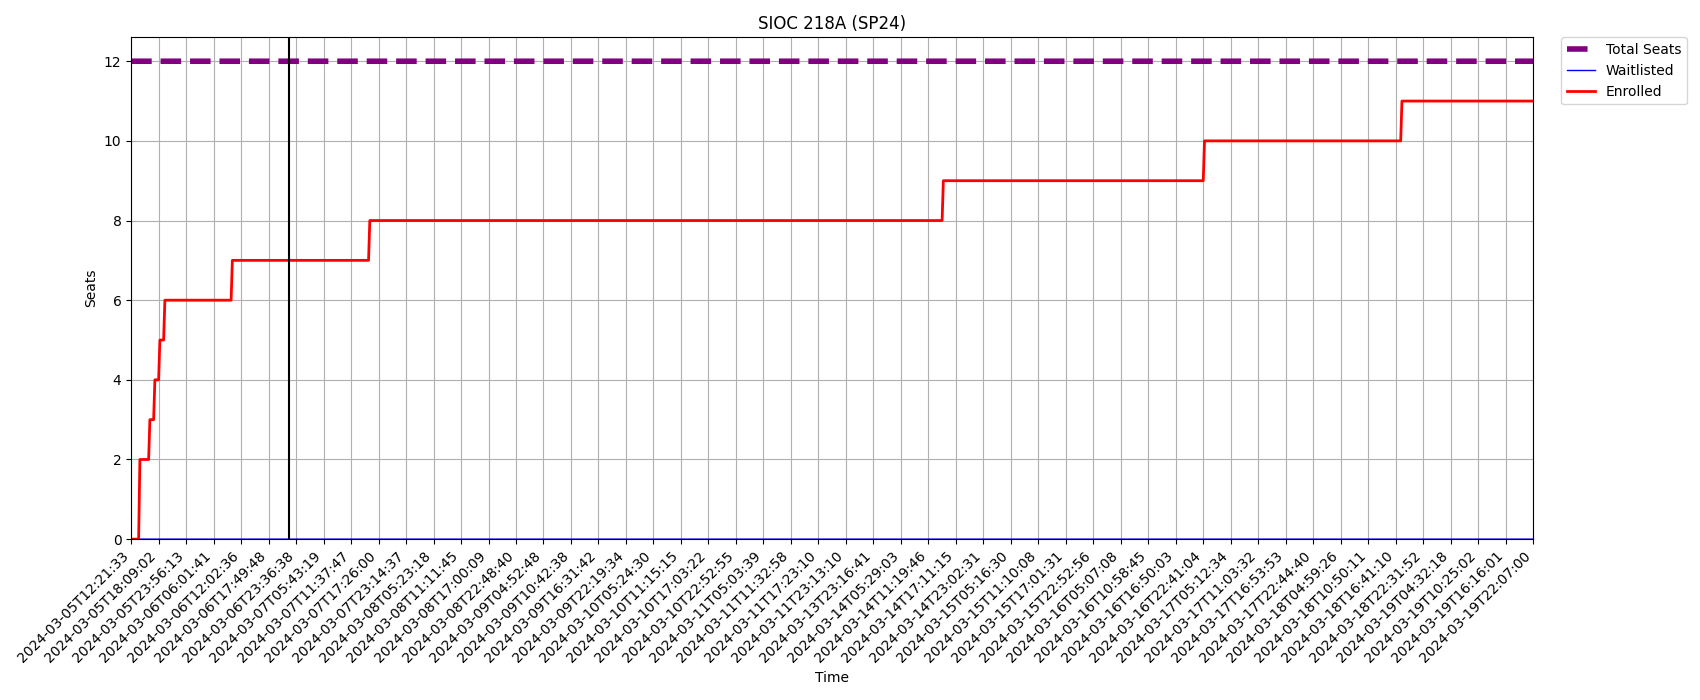 SIOC 218A (SP24)
Total Seats
Waitlisted
Enrolled
Seats
12
10
8
6
4
2
0
2024-03-05T12:21:33
2024-03-05T18:09:02
2024-03-05T23:56:13
2024-03-06T06:01:41
2024-03-06T12:02:36
2024-03-06T17:49:48
2024-03-06T23:36:38
2024-03-07T05:43:19
2024-03-07T11:37:47
2024-03-07T17:26:00
2024-03-07T23:14:37
2024-03-08T05:23:18
2024-03-08T11:11:45
2024-03-08T17:00:09
2024-03-08T22:48:40
2024-03-09T04:52:48
2024-03-09T10:42:38
2024-03-09T16:31:42
2024-03-09T22:19:34
2024-03-10T05:24:30
2024-03-10T11:15:15
2024-03-10T17:03:22
2024-03-10T22:52:55
2024-03-11T05:03:39
2024-03-11T11:32:58
2024-03-11T17:23:10
2024-03-11T23:13:10
2024-03-13T23:16:41
2024-03-14T05:29:03
2024-03-14T11:19:46
2024-03-14T17:11:15
2024-03-14T23:02:31
2024-03-15T05:16:30
2024-03-15T11:10:08
2024-03-15T17:01:31
2024-03-15T22:52:56
2024-03-16T05:07:08
2024-03-16T10:58:45
2024-03-16T16:50:03
2024-03-16T22:41:04
2024-03-17T05:12:34
2024-03-17T11:03:32
2024-03-17T16:53:53
2024-03-17T22:44:40
2024-03-18T04:59:26
2024-03-18T10:50:11
2024-03-18T16:41:10
2024-03-18T22:31:52
2024-03-19T04:32:18
2024-03-19T10:25:02
2024-03-19T16:16:01
2024-03-19T22:07:00
Time